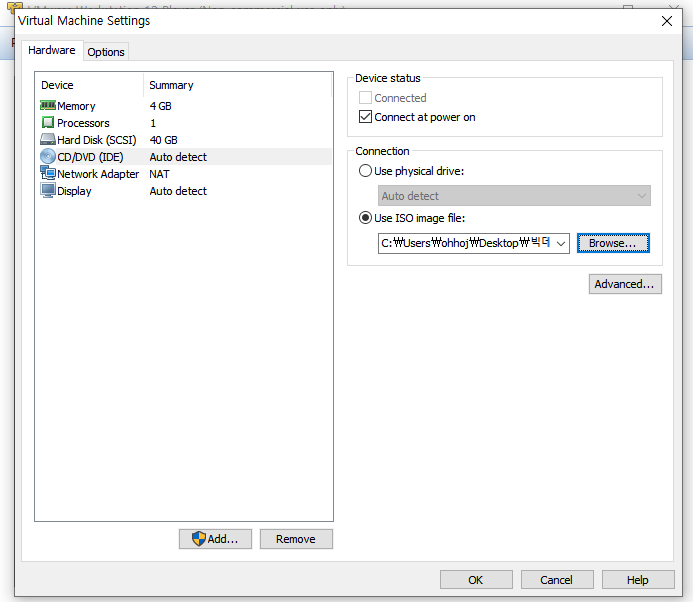 Virtual Machine Settings
Hardware
Options
Device Summary
Memory 4 GB
Processors 1
Hard Disk (SCSI) 40 GB
CD/DVD (IDE) Auto detect
Network Adapter NAT
Display Auto detect
Add...
Remove
Device status
Connected
Connect at power on
Connection
Use physical drive:
Auto detect
Use ISO image file:
C:₩Users₩ohhoj₩Desktop₩빅데
Browse...
Advanced...
OK
Cancel
Help